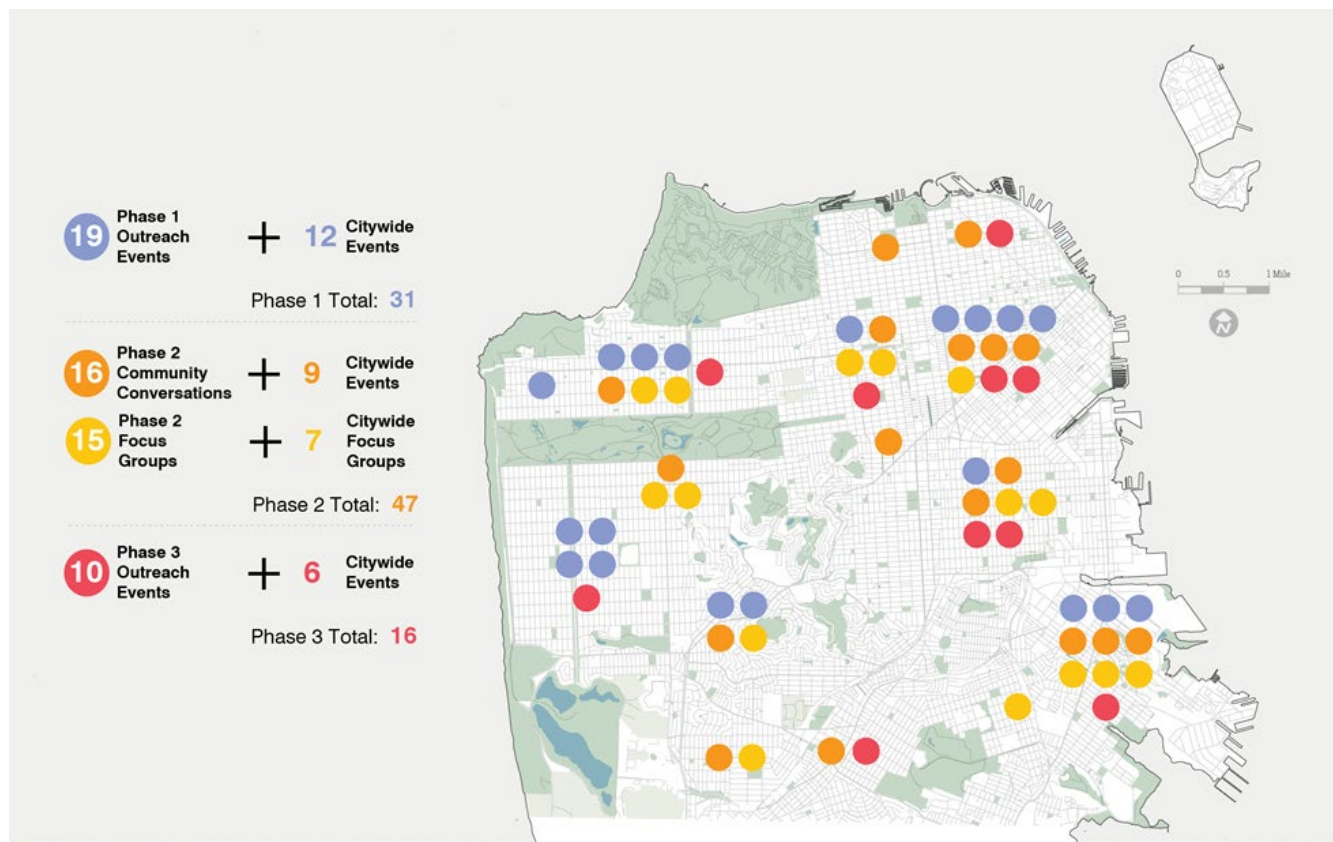 19
Phase 1
Outreach
Events
+
12
Citywide
Events
Phase 1 Total: 31
16
Phase 2
Community
Conversations
+
9
Citywide
Events
15
Phase 2
Focus
Groups
+
7
Citywide
Focus
Groups
Phase 2 Total: 47
10
Phase 3
Outreach
Events
+
6
Citywide
Events
Phase 3 Total: 16
0 0.5 1 Mile
N